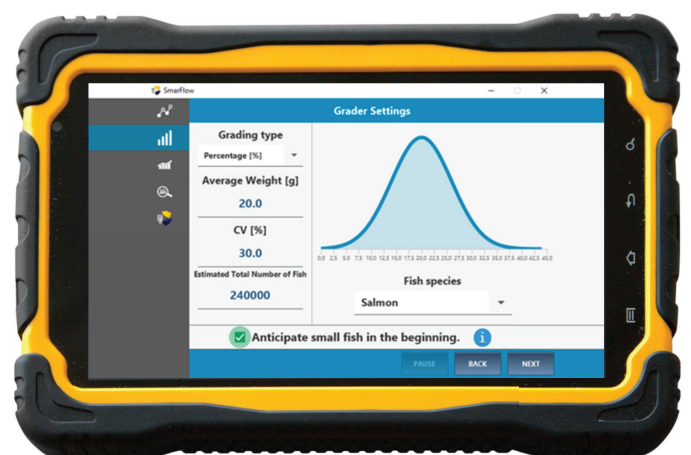 SmarFlow
Grader Settings
Grading type
Percentage [%]
Average Weight [g]
20.0
CV [%]
30.0
Estimated Total Number of Fish
240000
0,0 2,5 5,0 7,5 10,0 12,5 15,0 17,5 20,0 22,5 25,0 27,5 30,0 32,5 35,0 37,5 40,0 42,5 45,0
Fish species
Salmon
Anticipate small fish in the beginning.
i
PAUSE BACK NEXT